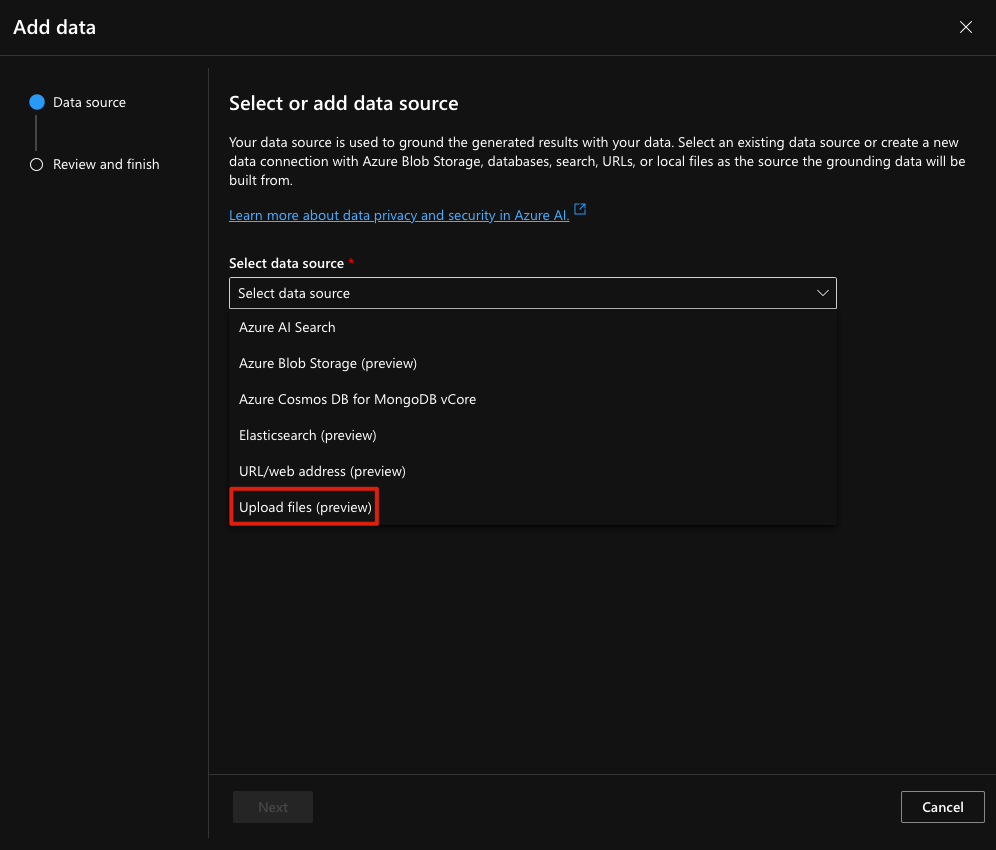 Add data
Data source
Review and finish
Select or add data source
Your data source is used to ground the generated results with your data. Select an existing data source or create a new
data connection with Azure Blob Storage, databases, search, URLs, or local files as the source the grounding data will be
built from.
Learn more about data privacy and security in Azure AI.
Select data source *
Select data source
Azure AI Search
Azure Blob Storage (preview)
Azure Cosmos DB for MongoDB vCore
Elasticsearch (preview)
URL/web address (preview)
Upload files (preview)
Next
Cancel